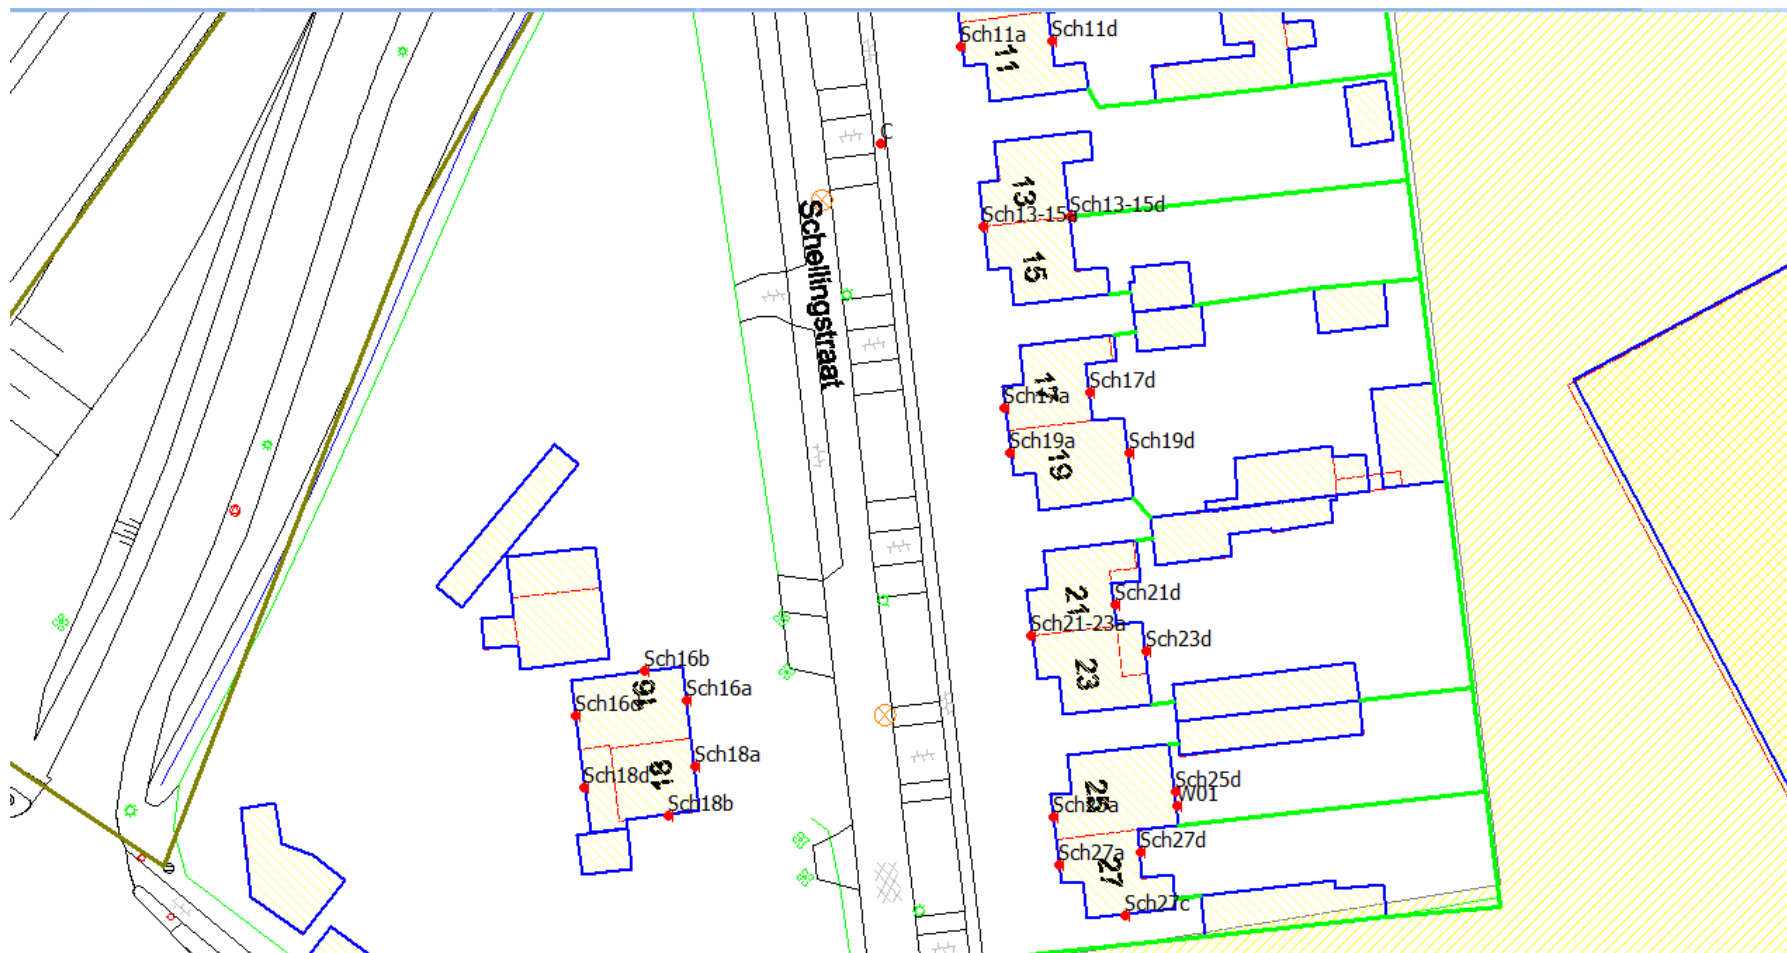 Sch11a
Sch11d
11
C
13
Sch13-15a
Sch13-15d
15
Schellingstraat
Sch17d
17
Sch17a
Sch19a
Sch19d
19
21
Sch21d
Sch21-23a
Sch23d
23
Sch16b
16
Sch16a
Sch16d
Sch18a
18
Sch18d
Sch18b
Sch25d
W01
25
Sch25a
Sch27d
Sch27a
27
Sch27c